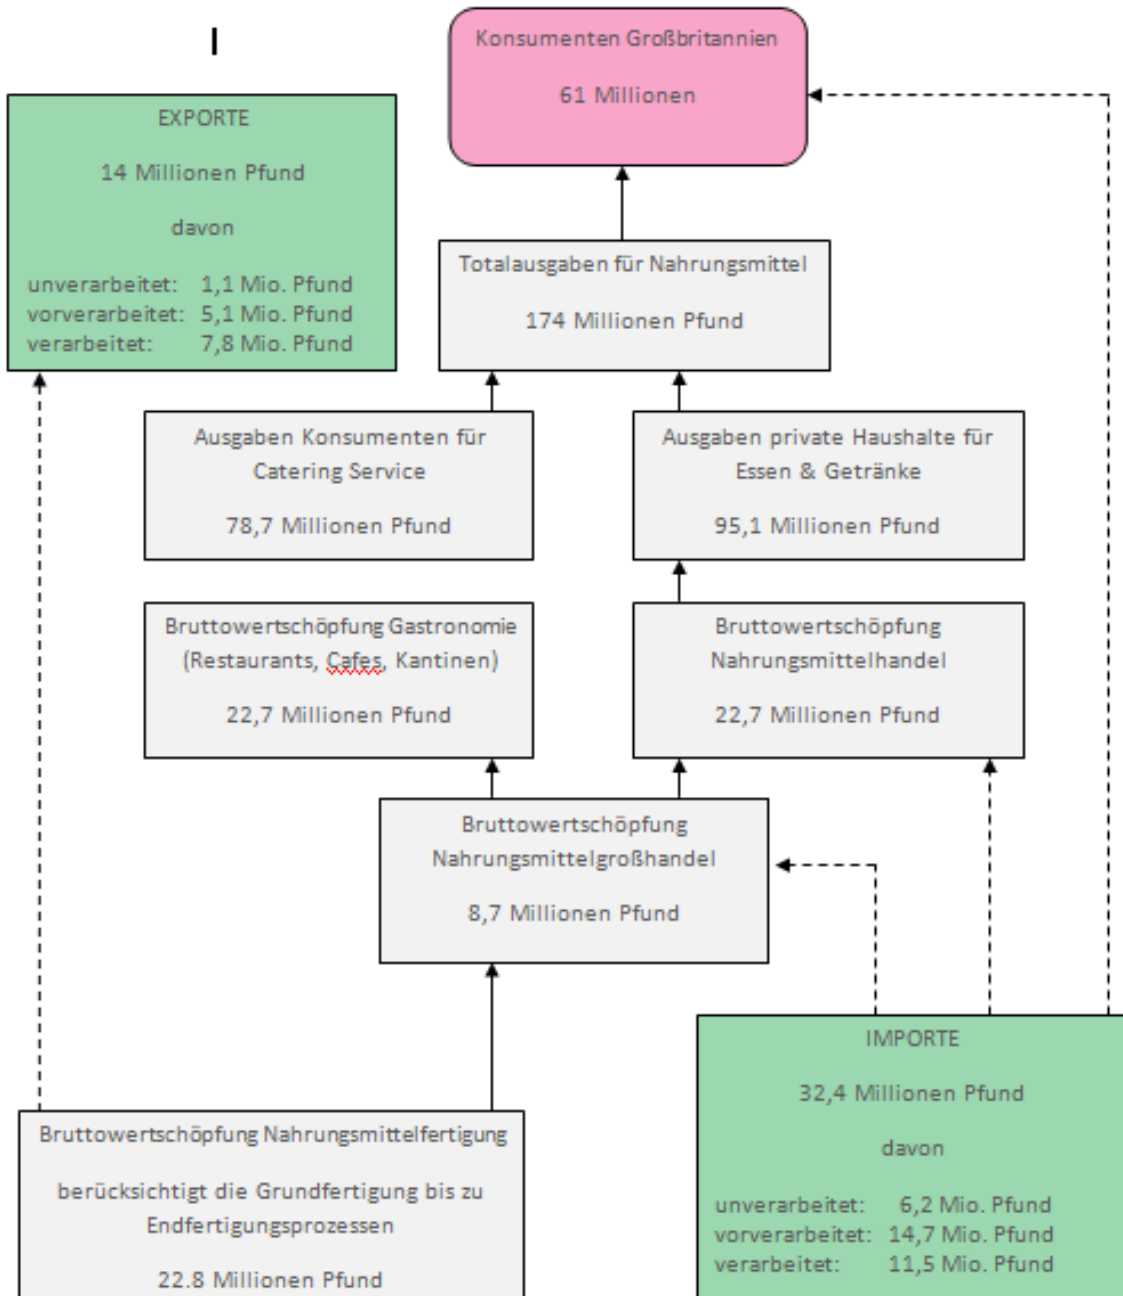 I
Konsumenten Großbritannien
61 Millionen
EXPORTE
14 Millionen Pfund
davon
unverarbeitet: 1,1 Mio. Pfund
vorverarbeitet: 5,1 Mio. Pfund
verarbeitet: 7,8 Mio. Pfund
Totalausgaben für Nahrungsmittel
174 Millionen Pfund
Ausgaben Konsumenten für
Catering Service
78,7 Millionen Pfund
Ausgaben private Haushalte für
Essen & Getränke
95,1 Millionen Pfund
Bruttowertschöpfung Gastronomie
(Restaurants, Cafes, Kantinen)
22,7 Millionen Pfund
Bruttowertschöpfung
Nahrungsmittelhandel
22,7 Millionen Pfund
Bruttowertschöpfung
Nahrungsmittelgroßhandel
8,7 Millionen Pfund
IMPORTE
32,4 Millionen Pfund
davon
unverarbeitet: 6,2 Mio. Pfund
vorverarbeitet: 14,7 Mio. Pfund
verarbeitet: 11,5 Mio. Pfund
Bruttowertschöpfung Nahrungsmittelfertigung
berücksichtigt die Grundfertigung bis zu
Endfertigungsprozessen
22.8 Millionen Pfund